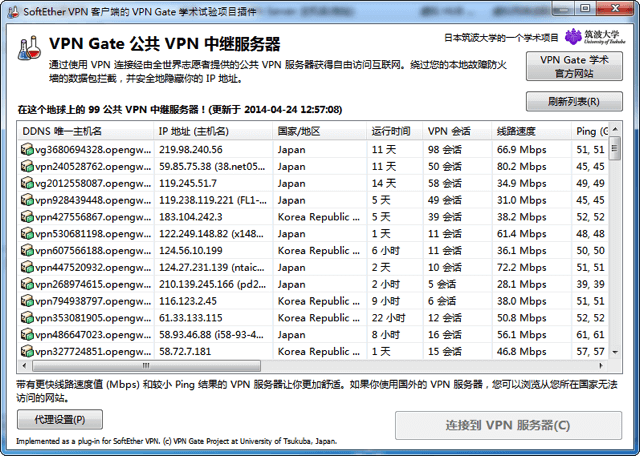 SoftEther VPN 客户端的 VPN Gate 学术试验项目插件
VPN Gate 公共 VPN 中继服务器
日本筑波大学的一个学术项目
筑波大学
University of Tsukuba
通过使用 VPN 连接经由全世界志愿者提供的公共 VPN 服务器获得自由访问互联网。绕过您的本地故障防火
墙的数据包拦截，并安全地隐藏你的 IP 地址。
VPN Gate 学术
官方网站
刷新列表(R)
在这个地球上的 99 公共 VPN 中继服务器！(更新于 2014-04-24 12:57:08)
DDNS 唯一主机名 IP 地址 (主机名) 国家/地区 运行时间 VPN 会话 线路速度 Ping (G
vg3680694328.opengw... 219.98.240.56 Japan 11 天 98 会话 66.9 Mbps 51, 51
vpn240528762.opengw... 59.85.75.38 (38.net05... Japan 11 天 50 会话 80.2 Mbps 45, 45
vg2012558087.opengw... 119.245.51.7 Japan 14 天 58 会话 34.9 Mbps 49, 49
vpn928439448.opengw... 119.238.119.221 (FL1-... Japan 5 天 49 会话 31.0 Mbps 45, 45
vpn427556867.opengw... 183.104.242.3 Korea Republic ... 5 天 39 会话 38.2 Mbps 52, 52
vpn530681198.opengw... 122.249.148.82 (x148... Japan 1 天 11 会话 61.4 Mbps 48, 48
vpn607566188.opengw... 124.56.10.199 Korea Republic ... 6 小时 11 会话 36.1 Mbps 50, 50
vpn447520932.opengw... 124.27.231.139 (ntaic... Japan 2 天 10 会话 72.2 Mbps 51, 51
vpn268974615.opengw... 210.139.245.166 (pd2... Japan 2 小时 5 会话 28.1 Mbps 39, 39
vpn794938797.opengw... 116.123.2.45 Korea Republic ... 9 小时 6 会话 38.0 Mbps 51, 51
vpn353081905.opengw... 61.33.133.115 Korea Republic ... 22 小时 12 会话 50.8 Mbps 52, 52
vpn486647023.opengw... 58.93.46.88 (i58-93-4... Japan 8 小时 16 会话 56.1 Mbps 61, 61
vpn327724851.opengw... 58.72.7.181 Korea Republic ... 1 天 15 会话 46.8 Mbps 57, 57
带有更快线路速度值 (Mbps) 和较小 Ping 结果的 VPN 服务器让你更加舒适。如果你使用国外的 VPN 服务器，您可以浏览从您所在国家无法
访问的网站。
代理设置(P)
连接到 VPN 服务器(C)
Implemented as a plug-in for SoftEther VPN. (c) VPN Gate Project at University of Tsukuba, Japan.